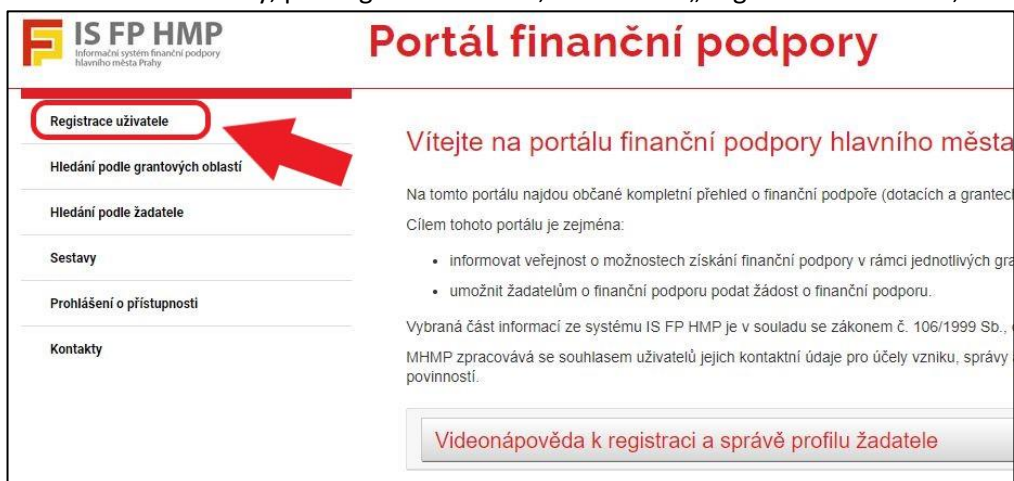 IS FP HMP
Informační systém finanční podpory
hlavního města Prahy
Portál finanční podpory
Registrace uživatele
Hledání podle grantových oblastí
Hledání podle žadatele
Sestavy
Prohlášení o přístupnosti
Kontakty
Vítejte na portálu finanční podpory hlavního města
Na tomto portálu najdou občané kompletní přehled o finanční podpoře (dotacích a grantech
Cílem tohoto portálu je zejména:
• informovat veřejnost o možnostech získání finanční podpory v rámci jednotlivých gra
• umožnit žadatelům o finanční podporu podat žádost o finanční podporu.
Vybraná část informací ze systému IS FP HMP je v souladu se zákonem č. 106/1999 Sb.,
MHMP zpracovává se souhlasem uživatelů jejich kontaktní údaje pro účely vzniku, správy
povinností.
Videonápověda k registraci a správě profilu žadatele